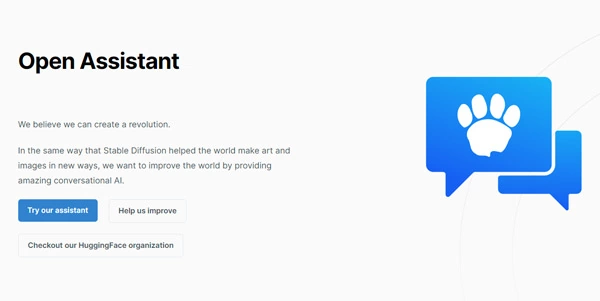 Open Assistant
We believe we can create a revolution.
In the same way that Stable Diffusion helped the world make art and
images in new ways, we want to improve the world by providing
amazing conversational AI.
Try our assistant
Help us improve
Checkout our HuggingFace organization